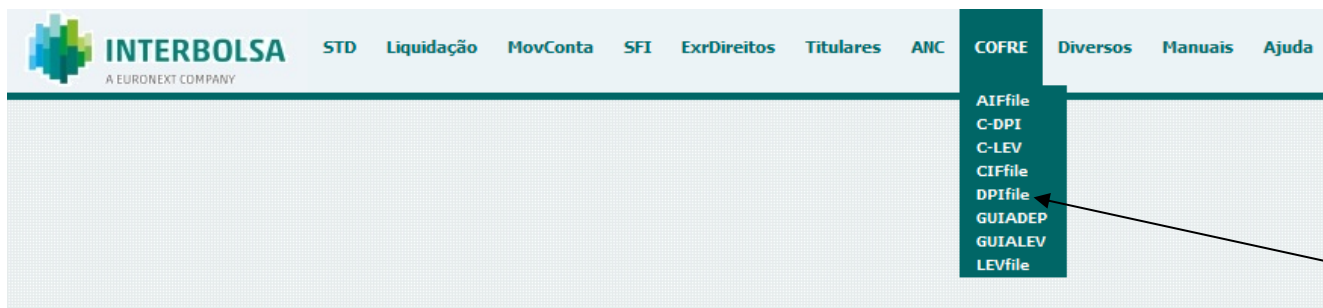 INTERBOLSA
A EURONEXT COMPANY
STD Liquidação MovConta SFI ExrDireitos Titulares ANC COFRE Diversos Manuais Ajuda
AIFfile
C-DPI
C-LEV
CIFfile
DPIfile
GUIADEP
GUIALEV
LEVfile